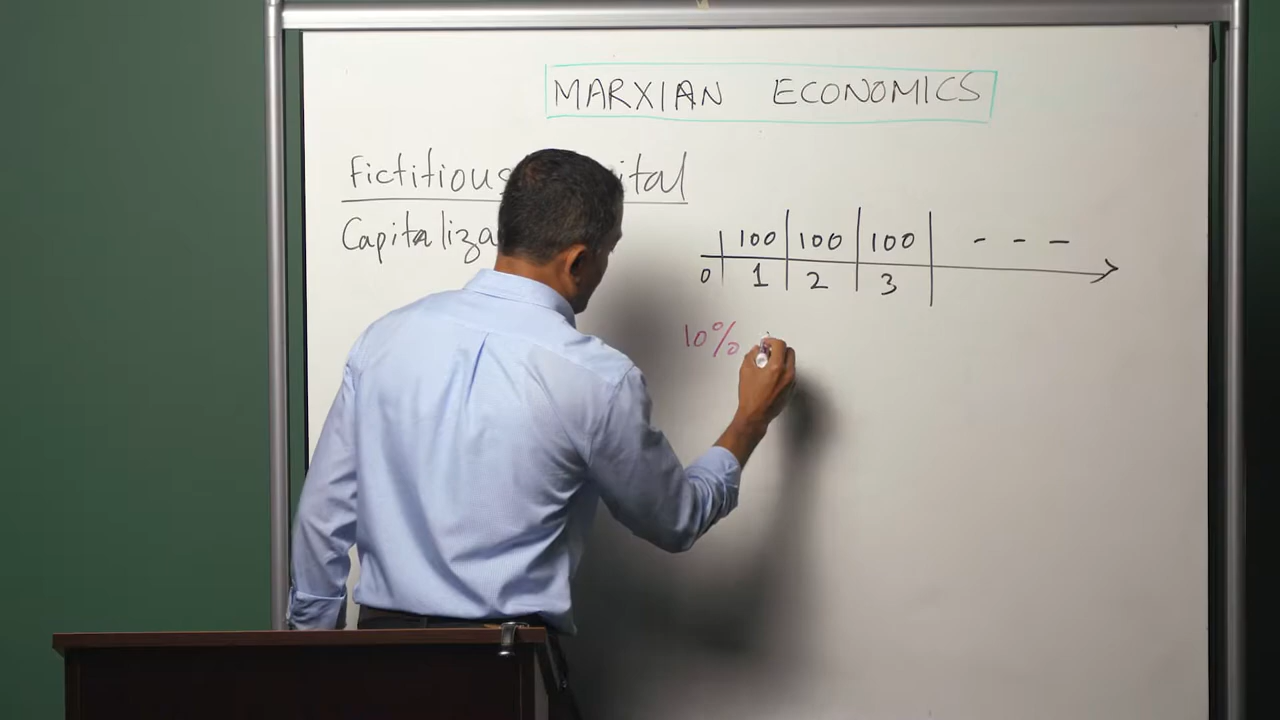 MARXIAN ECONOMICS
Fictitious ital
Capitaliza
100 100 100 - - -
0 1 2 3
10%